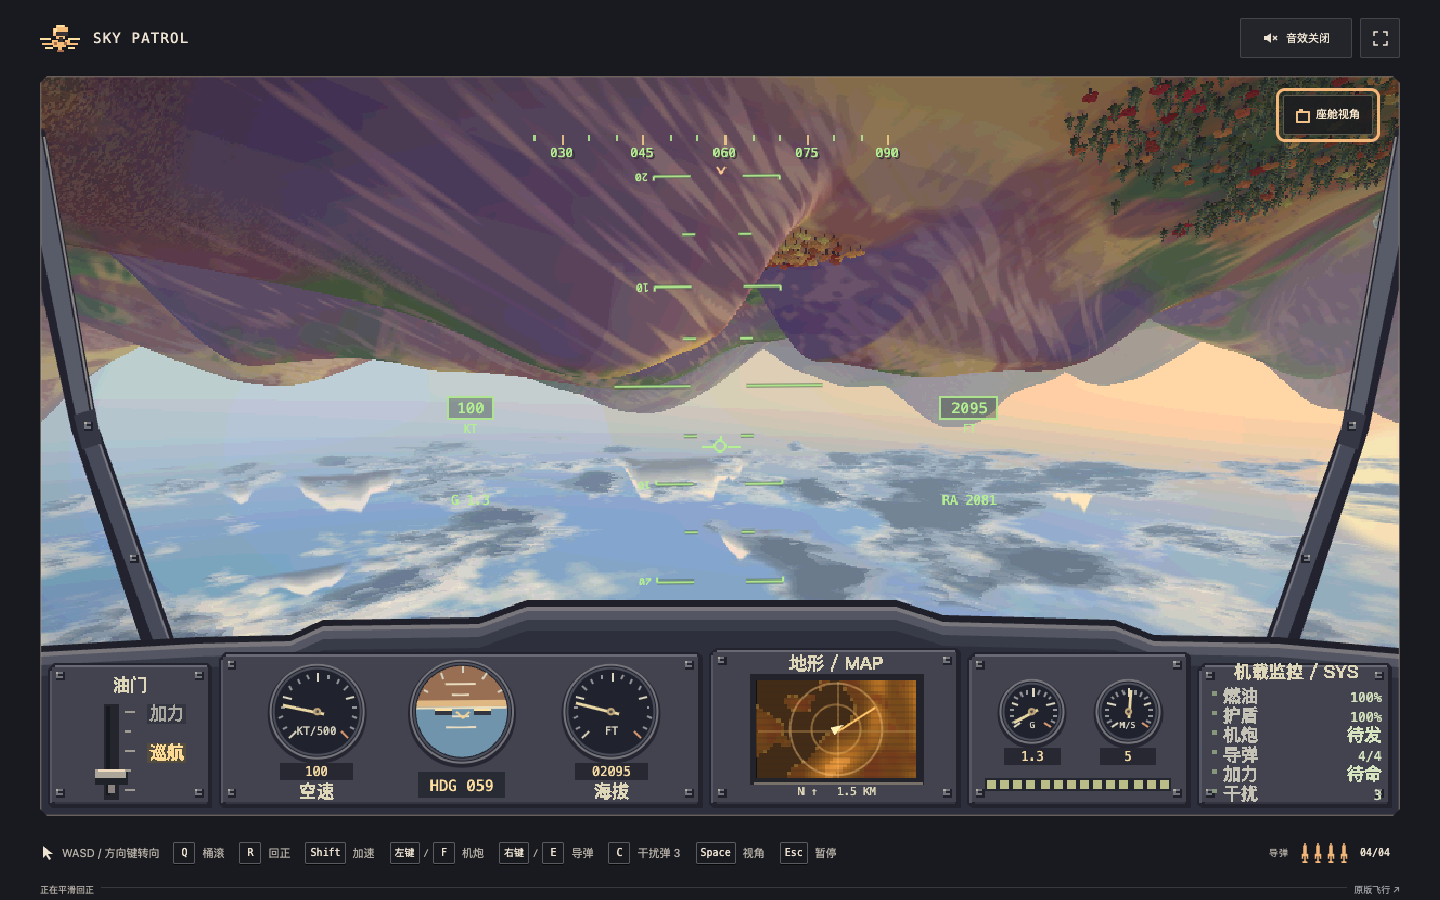 SKY PATROL
音效关闭
座舱视角
030 045 060 075 090
20
10
100
KT
2095
FT
RA 2081
油门
加力
巡航
KT/500
100
空速
HDG 059
FT
02095
海拔
地形 / MAP
N ↑ 1.5 KM
G
1.3
M/S
5
机载监控 / SYS
燃油 100%
护盾 100%
机炮 待发
导弹 4/4
加力 待命
干扰 3
WASD / 方向键转向 Q 桶滚 R 回正 Shift 加速 左键 / F 机炮 右键 / E 导弹 C 干扰弹 3 Space 视角 Esc 暂停
导弹 04/04
正在平滑回正
原版飞行 ↗